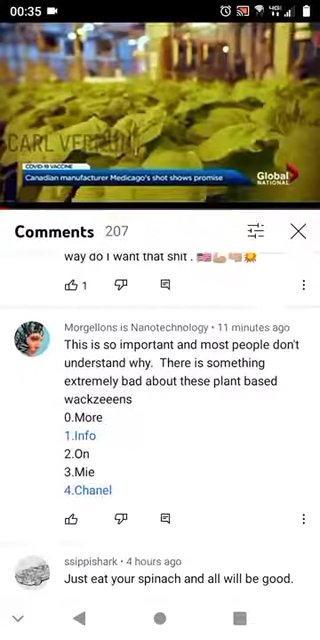 00:35
CARL VERNON
COVID-19 VACCINE
Canadian manufacturer Medicago's shot shows promise
Global
NATIONAL
Comments 207
way do I want that shit .
1
Morgellons is Nanotechnology • 11 minutes ago
This is so important and most people don't
understand why. There is something
extremely bad about these plant based
wackzeeens
0.More
1.Info
2.On
3.Mie
4.Chanel
ssippishark • 4 hours ago
Just eat your spinach and all will be good.